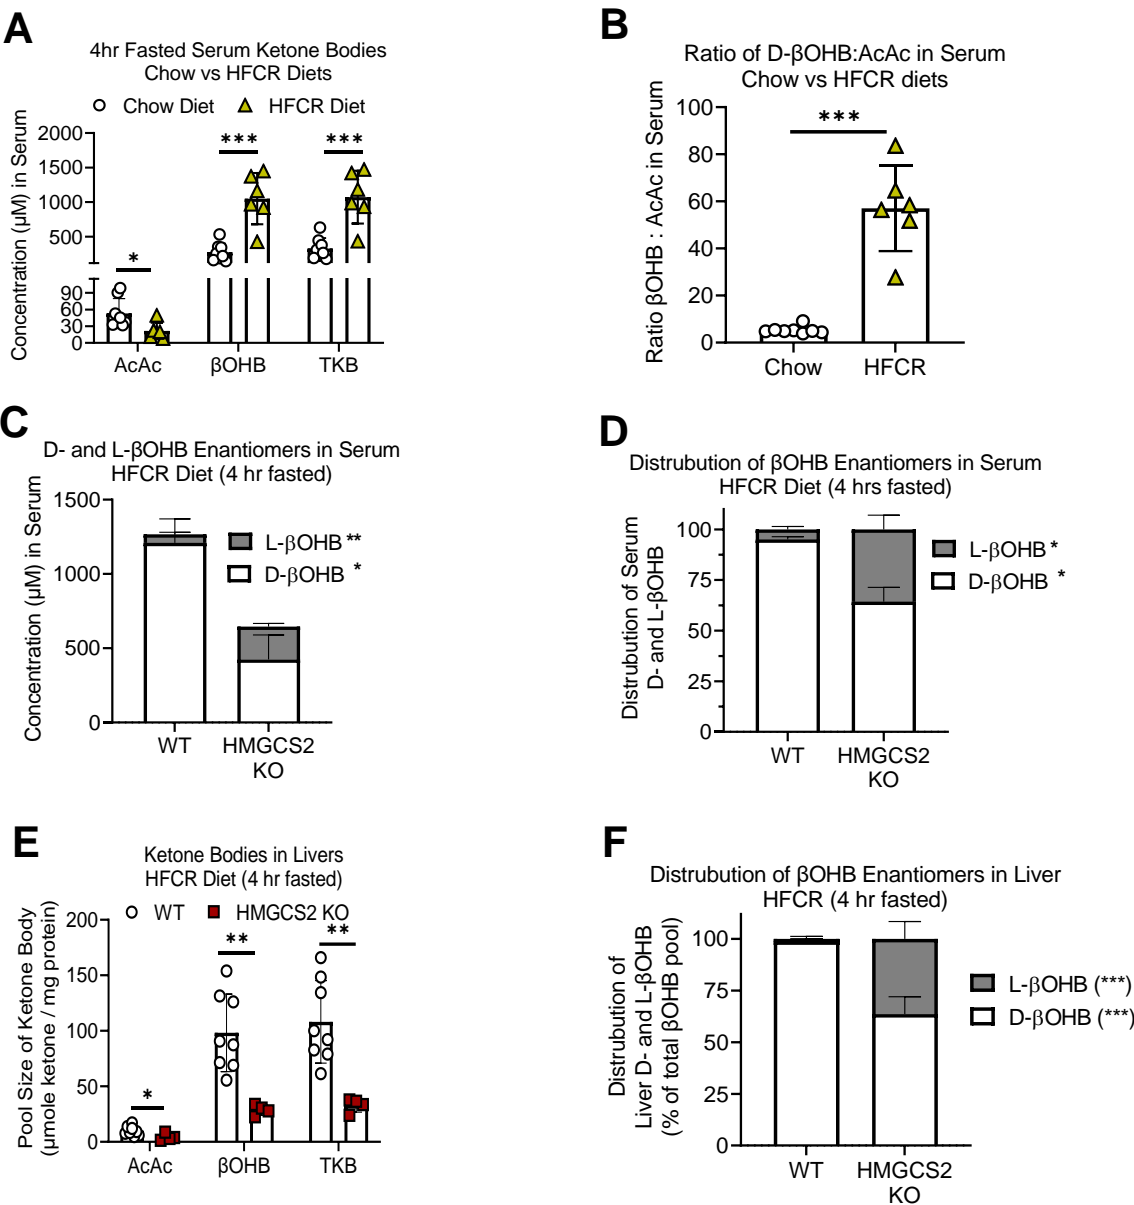 A
4hr Fasted Serum Ketone Bodies
Chow vs HFCR Diets
Chow Diet
HFCR Diet
Concentration (µM) in Serum
2000
1500
1000
500
90
60
30
0
***
***
*
AcAc
βOHB
TKB
B
Ratio of D-βOHB:AcAc in Serum
Chow vs HFCR diets
Ratio βOHB : AcAc in Serum
100
80
60
40
20
0
***
Chow
HFCR
C
D- and L-βOHB Enantiomers in Serum
HFCR Diet (4 hr fasted)
Concentration (µM) in Serum
1500
1000
500
0
L-βOHB **
D-βOHB *
WT
HMGCS2
KO
D
Distrubution of βOHB Enantiomers in Serum
HFCR Diet (4 hrs fasted)
Distrubution of Serum
D- and L-βOHB
100
75
50
25
0
L-βOHB *
D-βOHB *
WT
HMGCS2
KO
E
Ketone Bodies in Livers
HFCR Diet (4 hr fasted)
WT
HMGCS2 KO
Pool Size of Ketone Body
(µmole ketone / mg protein)
200
150
100
50
0
*
**
**
AcAc
βOHB
TKB
F
Distrubution of βOHB Enantiomers in Liver
HFCR (4 hr fasted)
Distrubution of
Liver D- and L-βOHB
(% of total βOHB pool)
100
75
50
25
0
L-βOHB (***)
D-βOHB (***)
WT
HMGCS2
KO